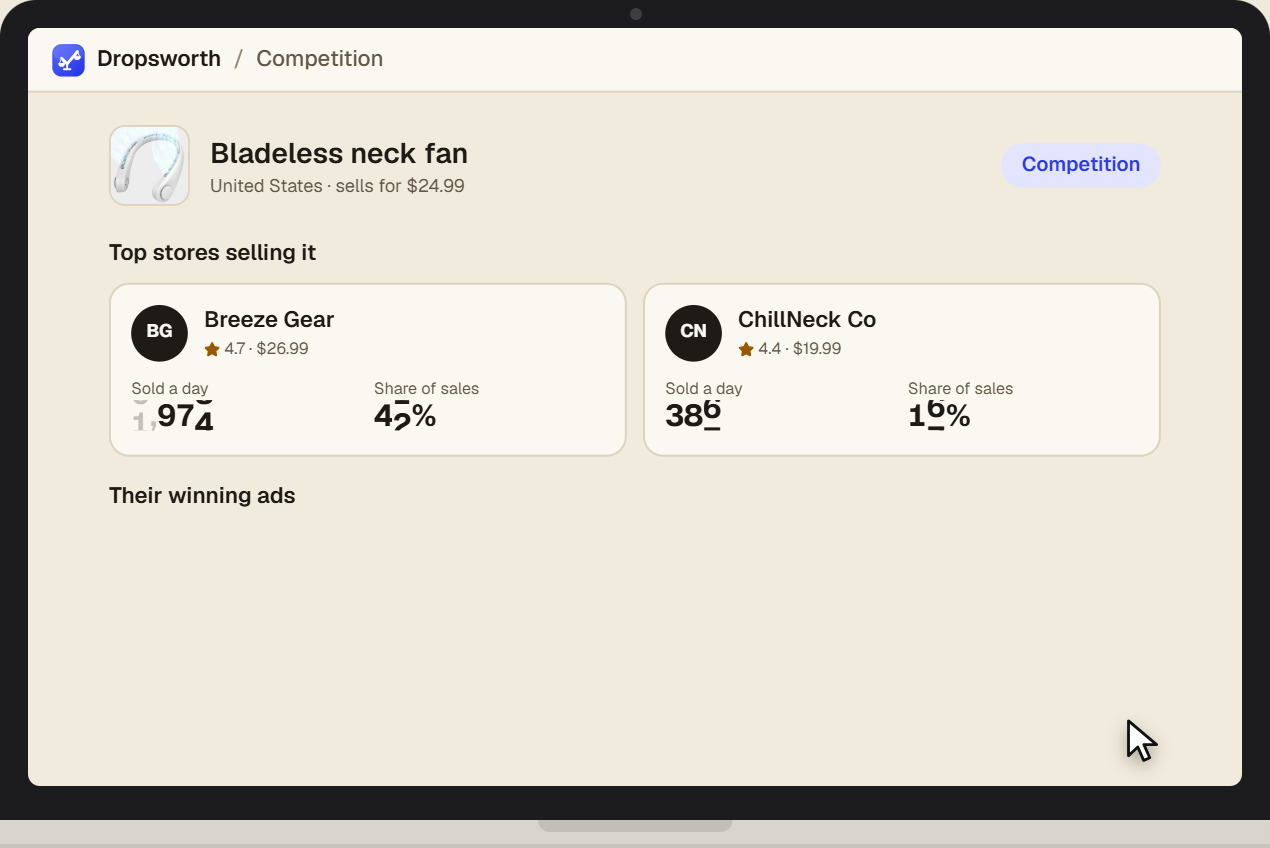 Dropsworth / Competition
Bladeless neck fan
United States · sells for $24.99
Competition
Top stores selling it
BG
Breeze Gear
4.7 · $26.99
Sold a day
Share of sales
CN
ChillNeck Co
4.4 · $19.99
Sold a day
Share of sales
Their winning ads